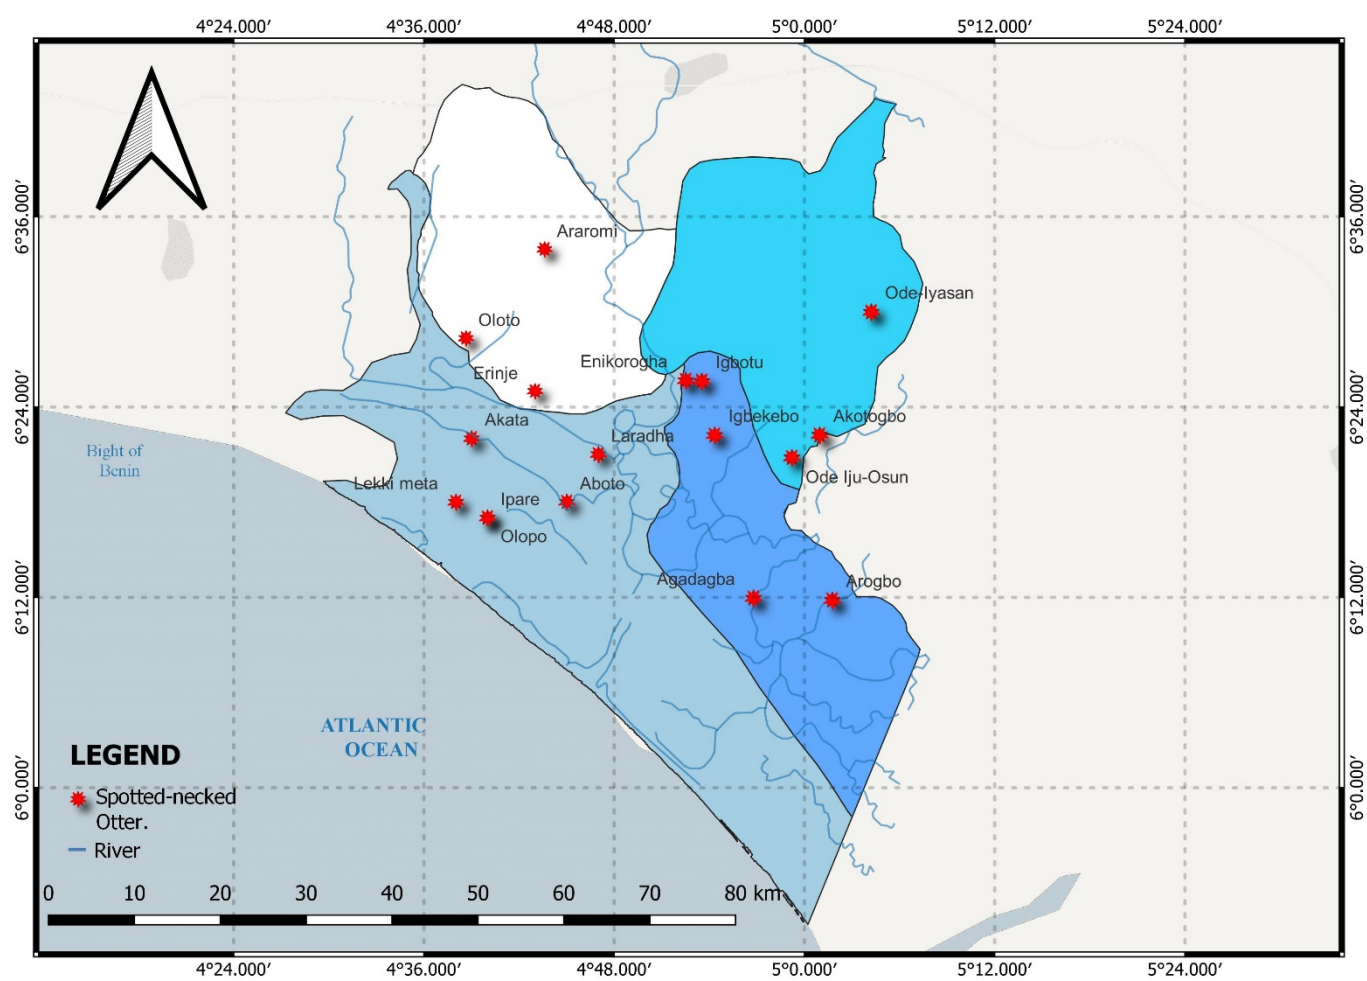 4°24.000′ 4°36.000′ 4°48.000′ 5°0.000′ 5°12.000′ 5°24.000′
6°36.000′ 6°36.000′
Araromi
Ode-Iyasan
Oloto
Enikorogha Igbotu
Erinje
6°24.000′ 6°24.000′
Akata Igbekebo Akotogbo
Laradha
Bight of
Benin
Ode Iju-Osun
Lekki meta Ipare Aboto
Olopo
Agadagba Arogbo
6°12.000′ 6°12.000′
ATLANTIC
OCEAN
LEGEND
6°0.000′ 6°0.000′
Spotted-necked
Otter.
River
0 10 20 30 40 50 60 70 80 km
4°24.000′ 4°36.000′ 4°48.000′ 5°0.000′ 5°12.000′ 5°24.000′